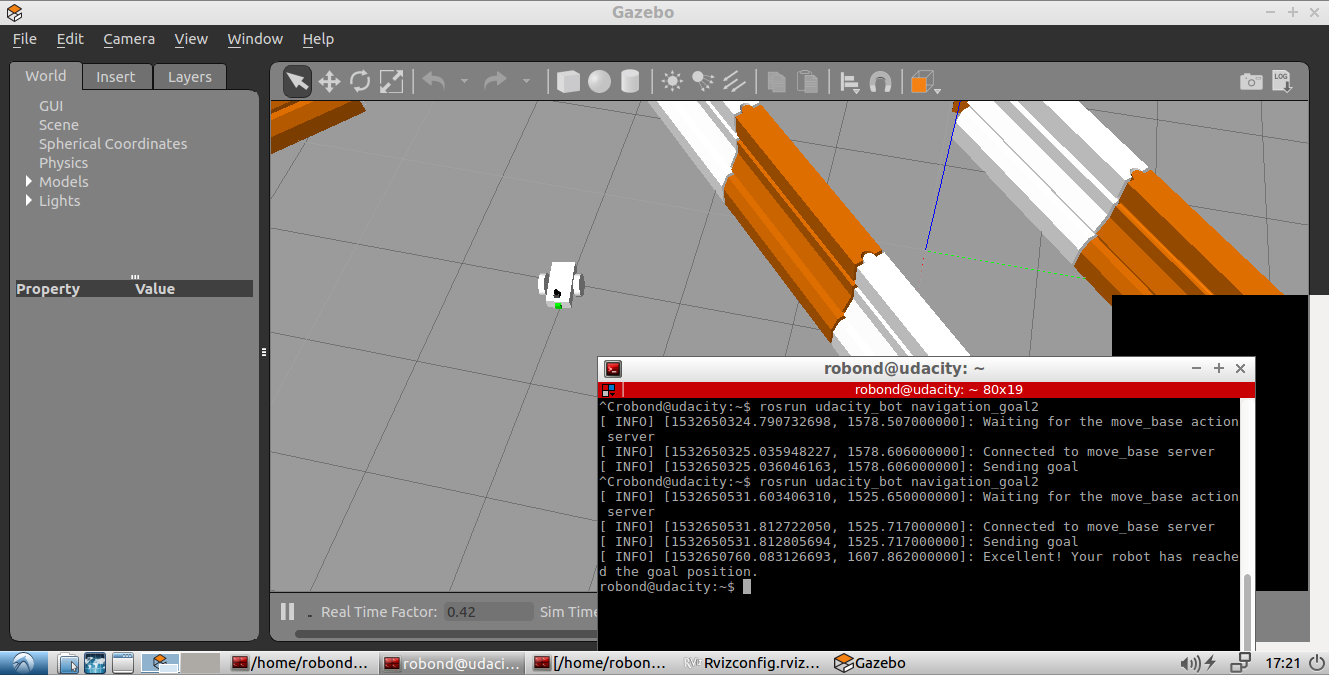 Gazebo
File Edit Camera View Window Help
World Insert Layers
LOG
GUI
Scene
Spherical Coordinates
Physics
Models
Lights
Property Value
robond@udacity: ~
robond@udacity: ~ 80x19
^Crobond@udacity:~$ rosrun udacity_bot navigation_goal2
[ INFO] [1532650324.790732698, 1578.507000000]: Waiting for the move_base action
server
[ INFO] [1532650325.035948227, 1578.606000000]: Connected to move_base server
[ INFO] [1532650325.036046163, 1578.606000000]: Sending goal
^Crobond@udacity:~$ rosrun udacity_bot navigation_goal2
[ INFO] [1532650531.603406310, 1525.650000000]: Waiting for the move_base action
server
[ INFO] [1532650531.812722050, 1525.717000000]: Connected to move_base server
[ INFO] [1532650531.812805694, 1525.717000000]: Sending goal
[ INFO] [1532650760.083126693, 1607.862000000]: Excellent! Your robot has reache
d the goal position.
robond@udacity:~$
Real Time Factor: 0.42 Sim Time
/home/robond... robond@udaci... [/home/robon... RViz Rvizconfig.rviz... Gazebo 17:21